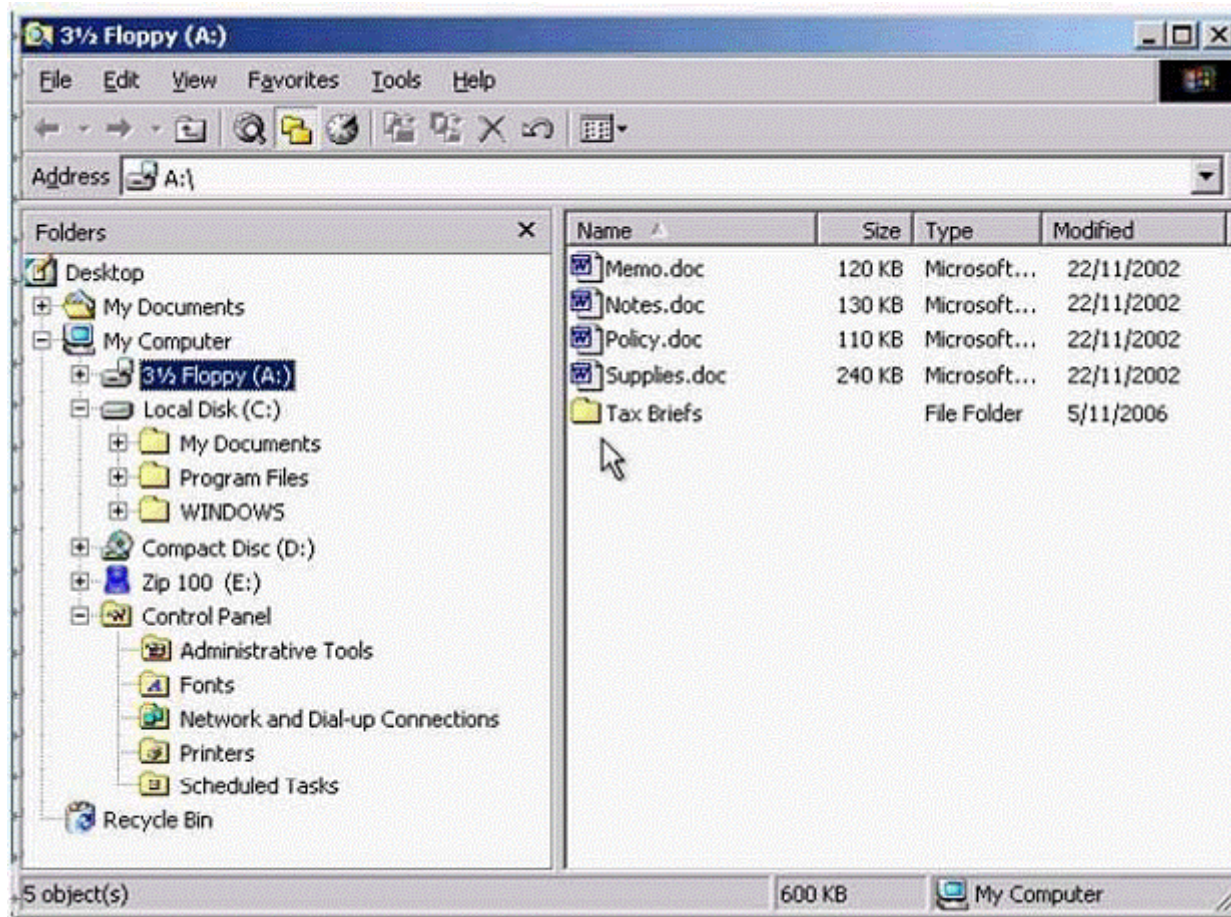 3½ Floppy (A:)
File Edit View Favorites Tools Help
Address A:\
Folders
Desktop
My Documents
My Computer
3½ Floppy (A:)
Local Disk (C:)
My Documents
Program Files
WINDOWS
Compact Disc (D:)
Zip 100 (E:)
Control Panel
Administrative Tools
Fonts
Network and Dial-up Connections
Printers
Scheduled Tasks
Recycle Bin
Name Size Type Modified
Memo.doc 120 KB Microsoft... 22/11/2002
Notes.doc 130 KB Microsoft... 22/11/2002
Policy.doc 110 KB Microsoft... 22/11/2002
Supplies.doc 240 KB Microsoft... 22/11/2002
Tax Briefs File Folder 5/11/2006
5 object(s) 600 KB My Computer